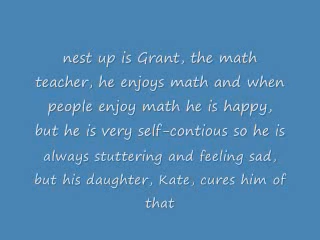 nest up is Grant, the math
teacher, he enjoys math and when
people enjoy math he is happy,
but he is very self-contious so he is
always stuttering and feeling sad,
but his daughter, Kate, cures him of
that